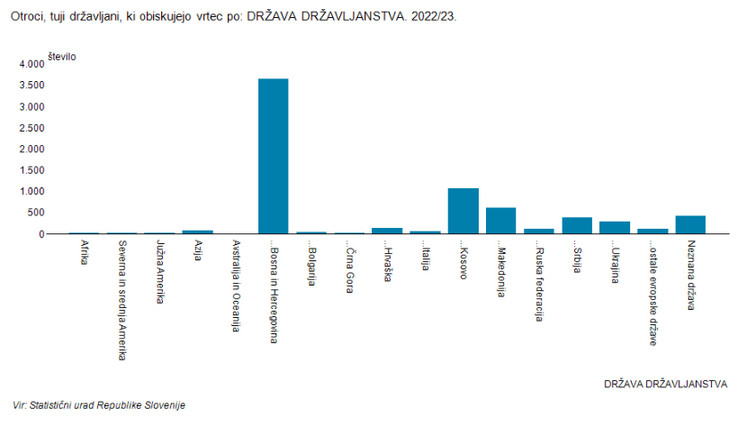 Otroci, tuji državljani, ki obiskujejo vrtec po: DRŽAVA DRŽAVLJANSTVA. 2022/23.
število
4.000
3.500
3.000
2.500
2.000
1.500
1.000
500
0
Afrika
Severna in srednja Amerika
Južna Amerika
Azija
Avstralija in Oceanija
...Bosna in Hercegovina
...Bolgarija
...Črna Gora
...Hrvaška
...Italija
...Kosovo
...Makedonija
...Ruska federacija
...Srbija
...Ukrajina
...ostale evropske države
Neznana država
DRŽAVA DRŽAVLJANSTVA
Vir: Statistični urad Republike Slovenije